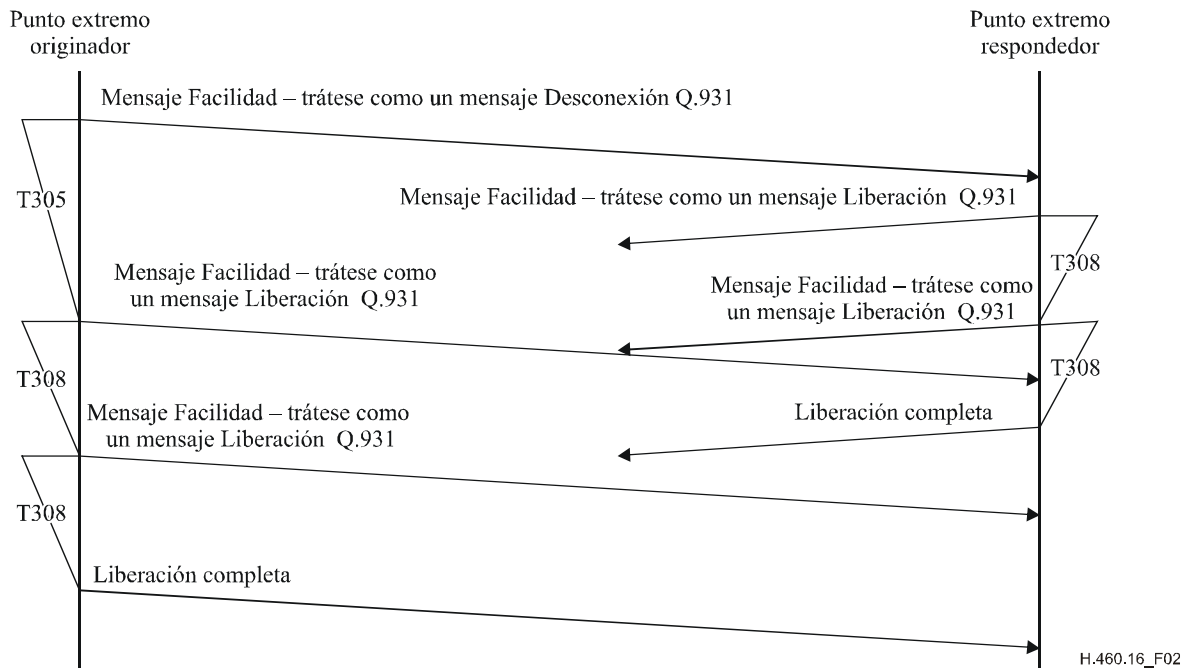 Punto extremo
originador
Punto extremo
respondedor
Mensaje Facilidad – trátese como un mensaje Desconexión Q.931
T305
Mensaje Facilidad – trátese como un mensaje Liberación Q.931
T308
Mensaje Facilidad – trátese como
un mensaje Liberación Q.931
Mensaje Facilidad – trátese como
un mensaje Liberación Q.931
T308
T308
Mensaje Facilidad – trátese como
un mensaje Liberación Q.931
Liberación completa
T308
Liberación completa
H.460.16_F02